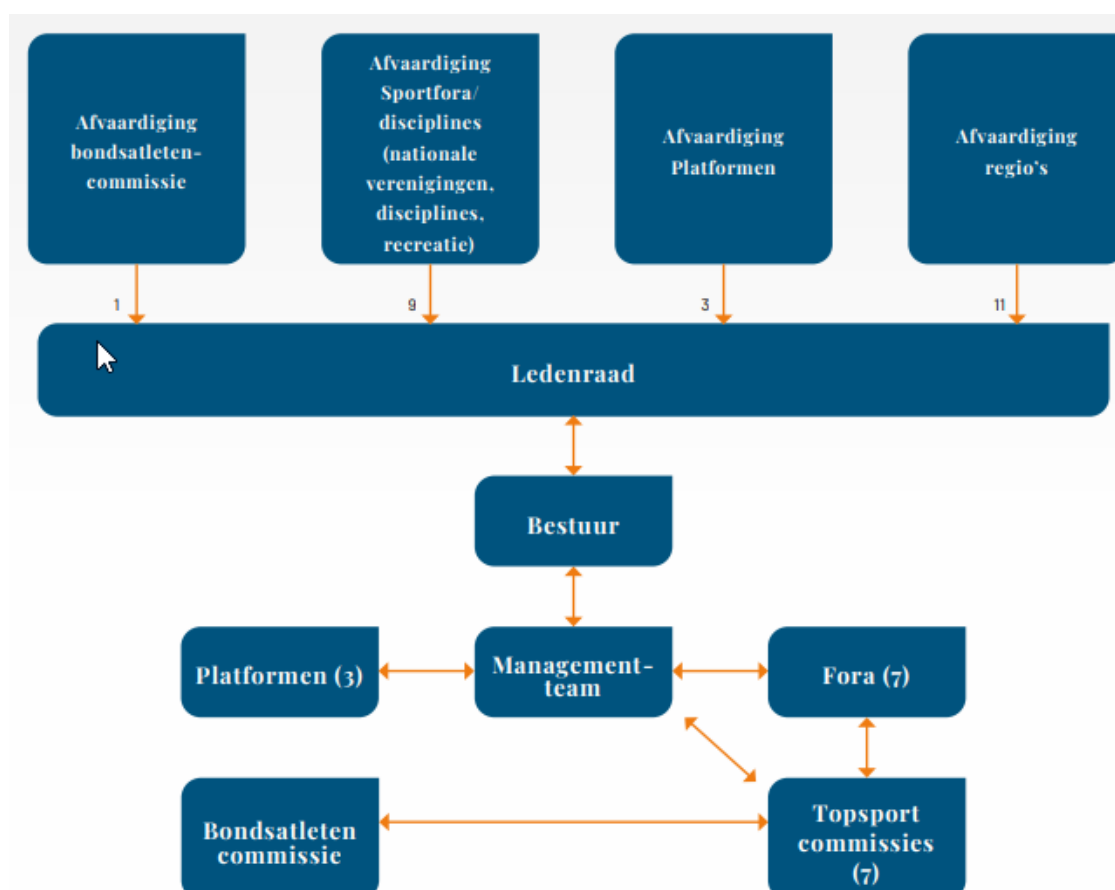 Afvaardiging
bondsatleten-
commissie
Afvaardiging
Sportfora/
disciplines
(nationale
verenigingen,
disciplines,
recreatie)
Afvaardiging
Platformen
Afvaardiging
regio's
1
9
3
11
Ledenraad
Bestuur
Platformen (3)
Management-
team
Fora (7)
Bondsatleten
commissie
Topsport
commissies
(7)